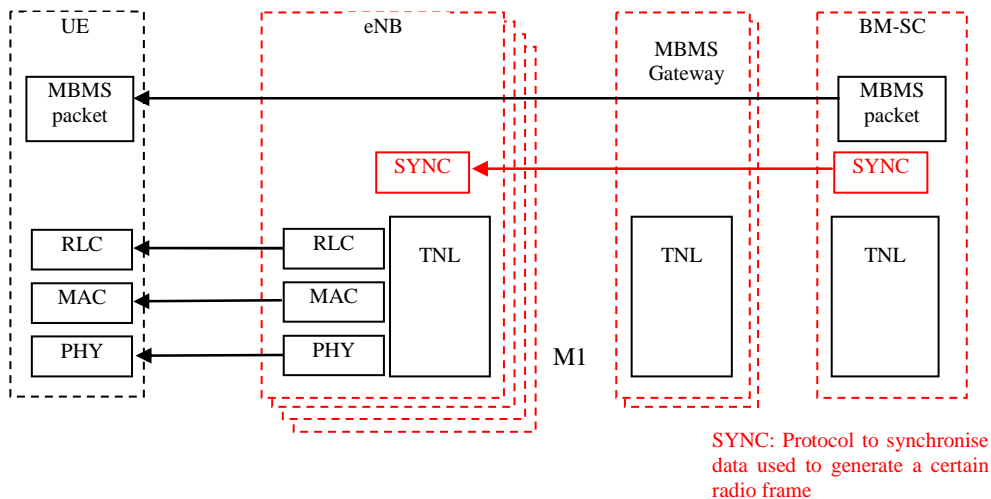 UE
eNB
MBMS
Gateway
BM-SC
MBMS
packet
MBMS
packet
SYNC
SYNC
RLC
RLC
TNL
TNL
TNL
MAC
MAC
PHY
PHY
M1
SYNC: Protocol to synchronise
data used to generate a certain
radio frame